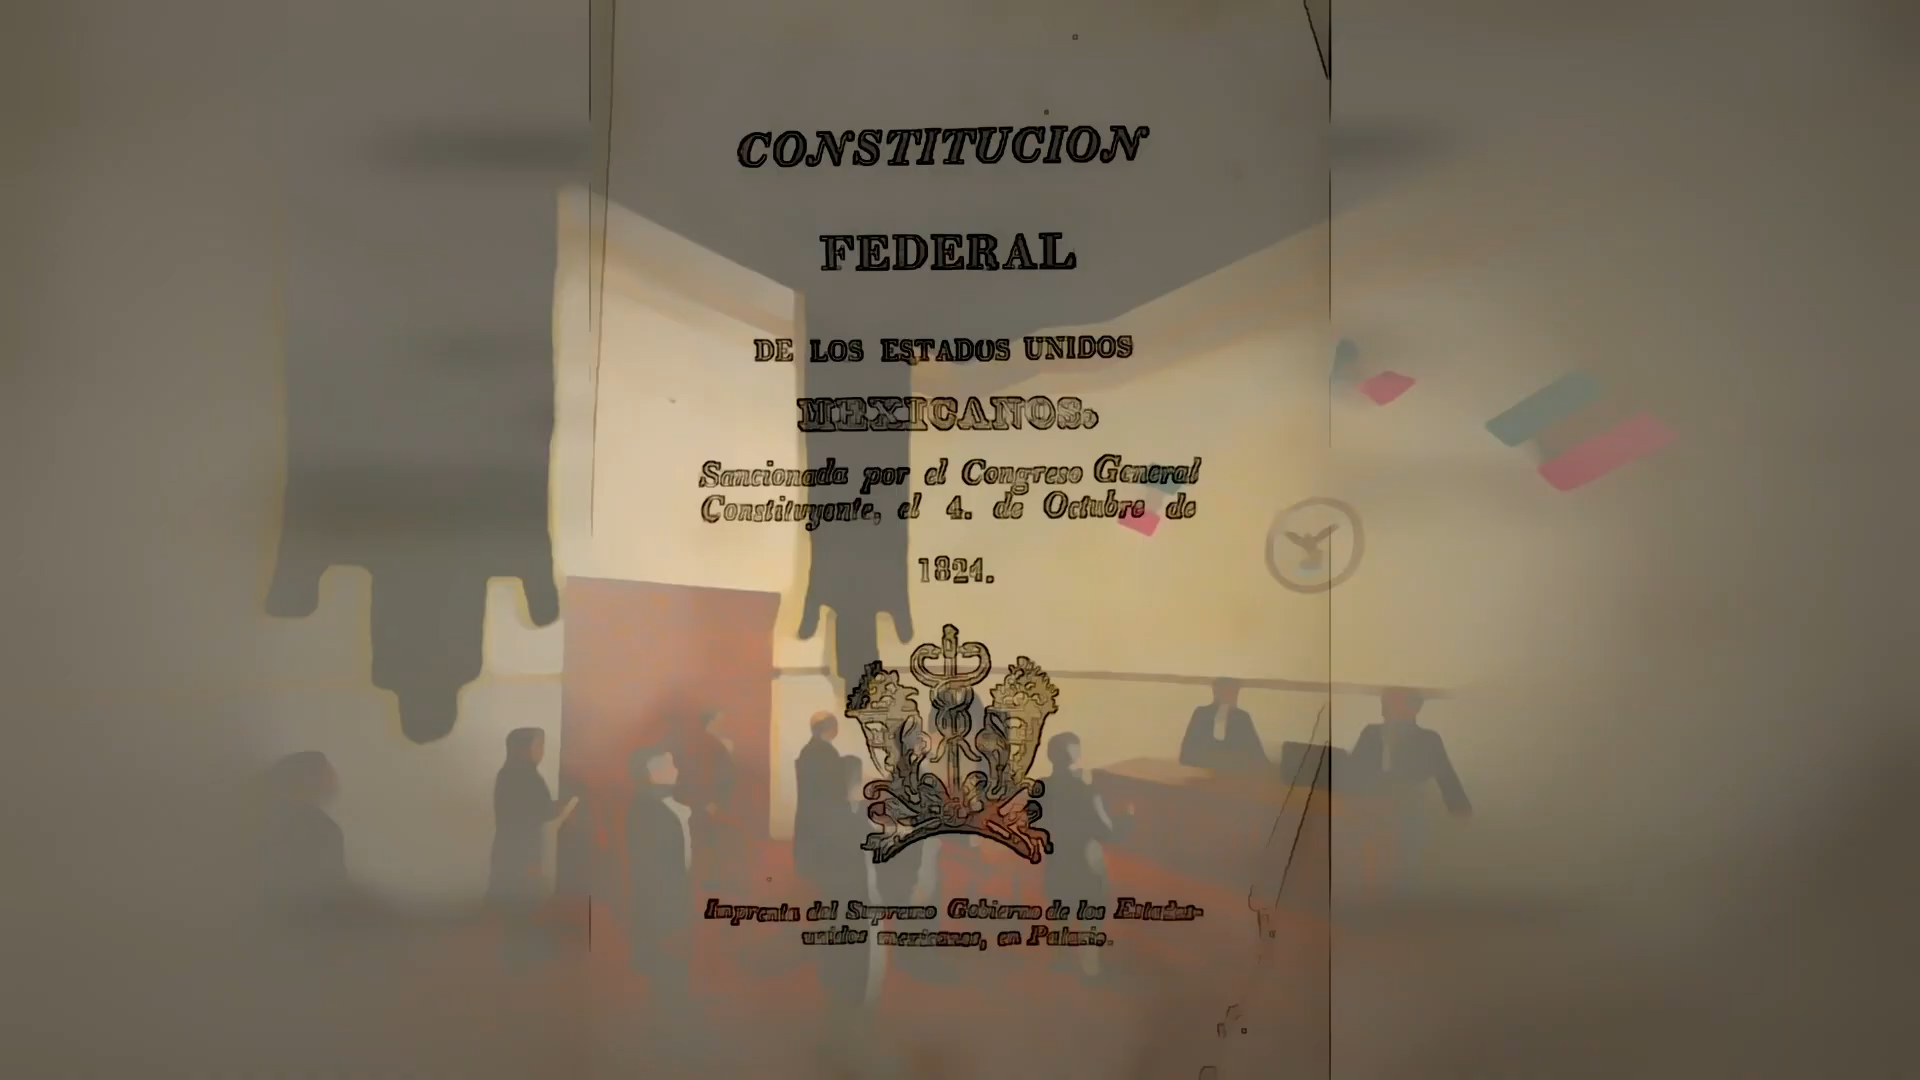 CONSTITUCION
FEDERAL
DE LOS ESTADOS UNIDOS
MEXICANOS.
Sancionada por el Congreso General
Constituyente, el 4. de Octubre de
1824.
Imprenta del Supremo Gobierno de los Estados-
unidos mexicanos, en Palacio.